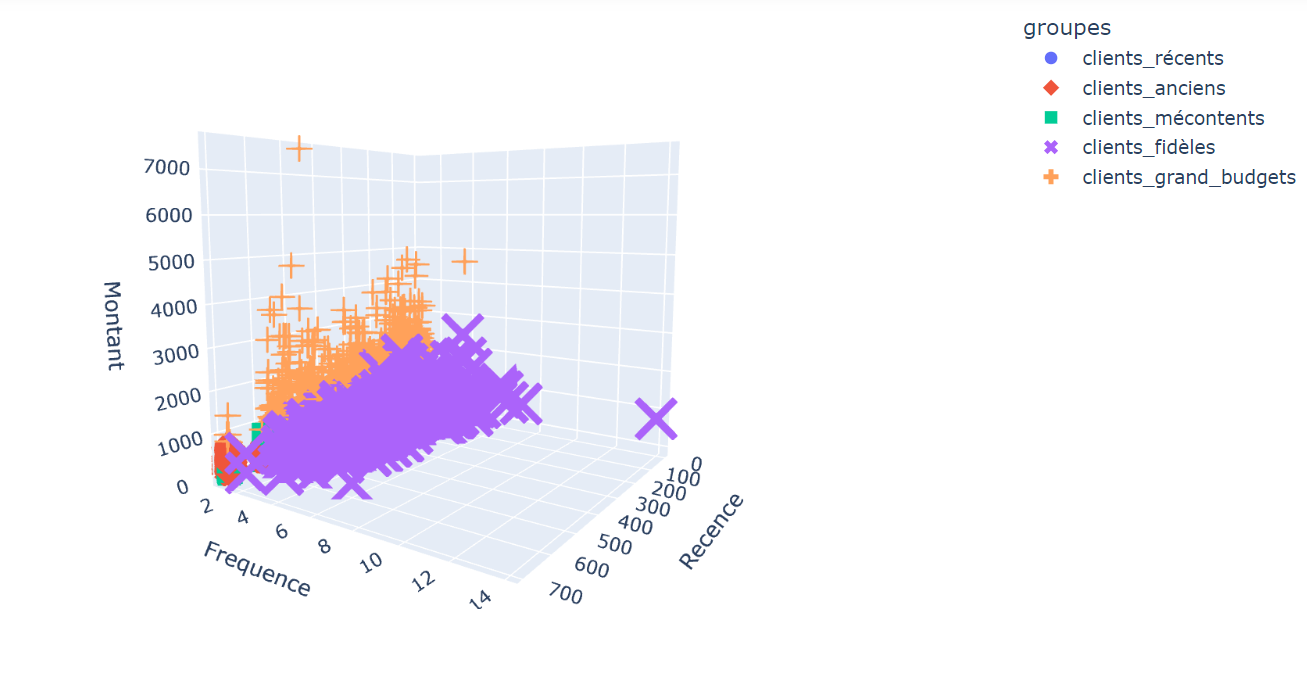 groupes
clients_récents
clients_anciens
clients_mécontents
clients_fidèles
clients_grand_budgets
7000
6000
5000
4000
3000
2000
1000
0
Montant
2
4
6
8
10
12
14
Frequence
0
100
200
300
400
500
600
700
Recence